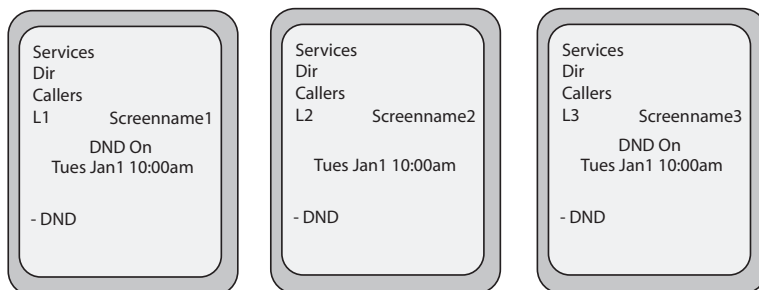 Services
Dir
Callers
L1 Screenname1
DND On
Tues Jan1 10:00am
- DND
Services
Dir
Callers
L2 Screenname2
Tues Jan1 10:00am
- DND
Services
Dir
Callers
L3 Screenname3
DND On
Tues Jan1 10:00am
- DND